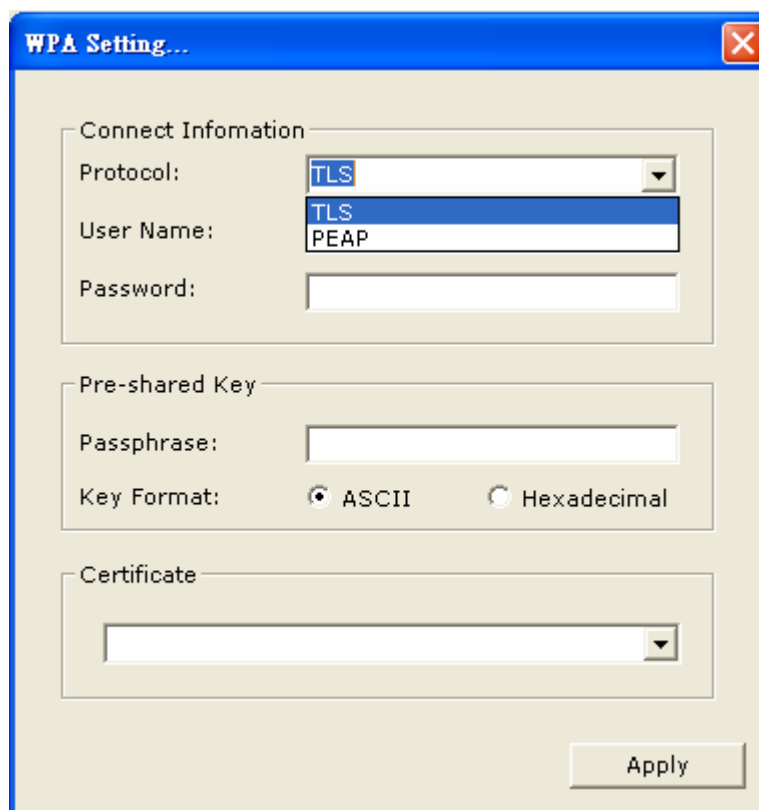 WPA Setting...
Connect Infomation
Protocol: TLS
TLS
User Name:
PEAP
Password:
Pre-shared Key
Passphrase:
Key Format: ASCII Hexadecimal
Certificate
Apply